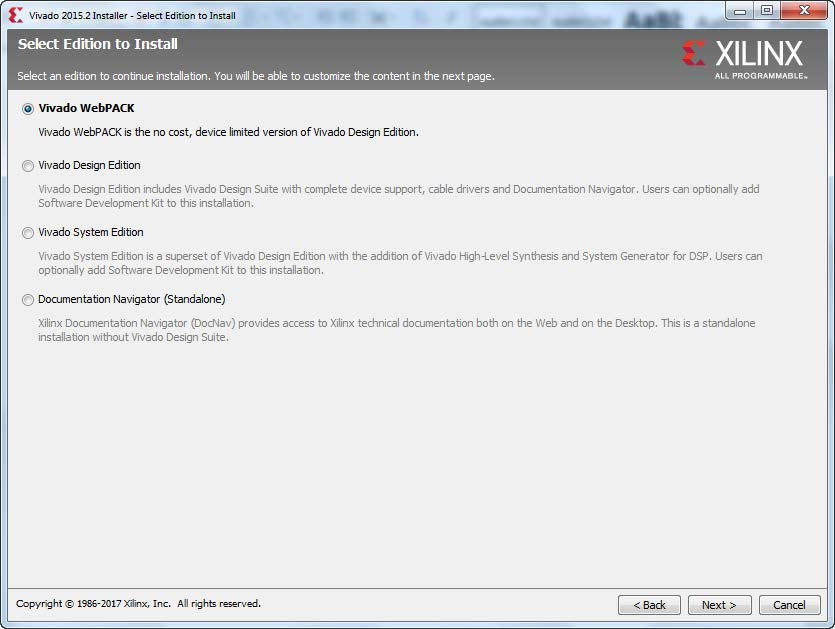 Vivado 2015.2 Installer - Select Edition to Install
Select Edition to Install
Select an edition to continue installation. You will be able to customize the content in the next page.
XILINX
ALL PROGRAMMABLE™
Vivado WebPACK
Vivado WebPACK is the no cost, device limited version of Vivado Design Edition.
Vivado Design Edition
Vivado Design Edition includes Vivado Design Suite with complete device support, cable drivers and Documentation Navigator. Users can optionally add
Software Development Kit to this installation.
Vivado System Edition
Vivado System Edition is a superset of Vivado Design Edition with the addition of Vivado High-Level Synthesis and System Generator for DSP. Users can
optionally add Software Development Kit to this installation.
Documentation Navigator (Standalone)
Xilinx Documentation Navigator (DocNav) provides access to Xilinx technical documentation both on the Web and on the Desktop. This is a standalone
installation without Vivado Design Suite.
Copyright © 1986-2017 Xilinx, Inc. All rights reserved.
< Back
Next >
Cancel